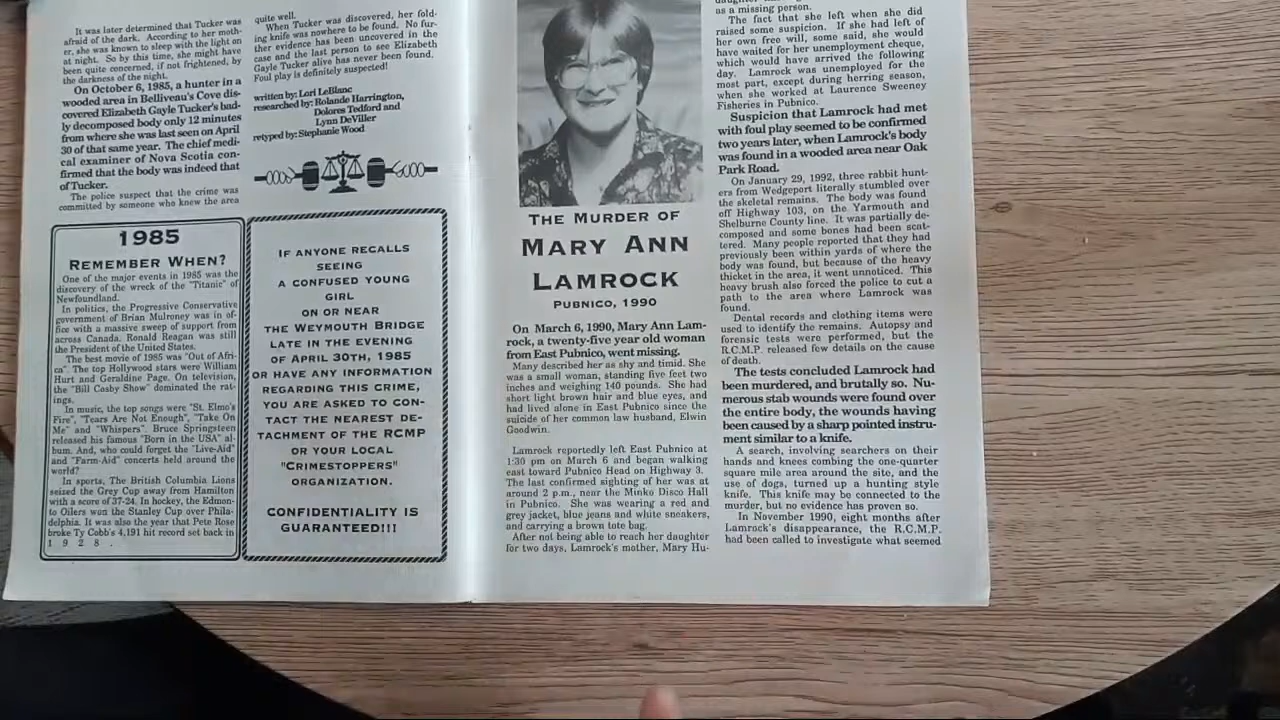 It was later determined that Tucker was
afraid of the dark. According to her moth-
er, she was known to sleep with the light on
at night. So by this time, she might have
been quite concerned, if not frightened, by
the darkness of the night.
On October 6, 1985, a hunter in a
wooded area in Belliveau's Cove dis-
covered Elizabeth Gayle Tucker's bad-
ly decomposed body only 12 minutes
from where she was last seen on April
30 of that same year. The chief medi-
cal examiner of Nova Scotia con-
firmed that the body was indeed that
of Tucker.
The police suspect that the crime was
committed by someone who knew the area
quite well.
When Tucker was discovered, her fold-
ing knife was nowhere to be found. No fur-
ther evidence has been uncovered in the
case and the last person to see Elizabeth
Gayle Tucker alive has never been found.
Foul play is definitely suspected!
written by: Lori LeBlanc
researched by: Rolande Harrington,
Dolores Tedford and
Lynn DeViller
retyped by: Stephanie Wood
1985
REMEMBER WHEN?
One of the major events in 1985 was the
discovery of the wreck of the "Titanic" of
Newfoundland.
In politics, the Progressive Conservative
government of Brian Mulroney was in of-
fice with a massive sweep of support from
across Canada. Ronald Reagan was still
the President of the United States.
The best movie of 1985 was "Out of Afri-
ca". The top Hollywood stars were William
Hurt and Geraldine Page. On television,
the "Bill Cosby Show" dominated the rat-
ings.
In music, the top songs were "St. Elmo's
Fire", "Tears Are Not Enough", "Take On
Me" and "Whispers". Bruce Springsteen
released his famous "Born in the USA" al-
bum. And, who could forget the "Live-Aid"
and "Farm-Aid" concerts held around the
world?
In sports, The British Columbia Lions
seized the Grey Cup away from Hamilton
with a score of 37-24. In hockey, the Edmon-
to Oilers won the Stanley Cup over Phila-
delphia. It was also the year that Pete Rose
broke Ty Cobb's 4,191 hit record set back in
1 9 2 8 .
IF ANYONE RECALLS
SEEING
A CONFUSED YOUNG
GIRL
ON OR NEAR
THE WEYMOUTH BRIDGE
LATE IN THE EVENING
OF APRIL 30TH, 1985
OR HAVE ANY INFORMATION
REGARDING THIS CRIME,
YOU ARE ASKED TO CON-
TACT THE NEAREST DE-
TACHMENT OF THE RCMP
OR YOUR LOCAL
"CRIMESTOPPERS"
ORGANIZATION.
CONFIDENTIALITY IS
GUARANTEED!!!
THE MURDER OF
MARY ANN
LAMROCK
PUBNICO, 1990
On March 6, 1990, Mary Ann Lam-
rock, a twenty-five year old woman
from East Pubnico, went missing.
Many described her as shy and timid. She
was a small woman, standing five feet two
inches and weighing 140 pounds. She had
short light brown hair and blue eyes, and
had lived alone in East Pubnico since the
suicide of her common law husband, Elwin
Goodwin.
Lamrock reportedly left East Pubnico at
1:30 pm on March 6 and began walking
east toward Pubnico Head on Highway 3.
The last confirmed sighting of her was at
around 2 p.m., near the Minko Disco Hall
in Pubnico. She was wearing a red and
grey jacket, blue jeans and white sneakers,
and carrying a brown tote bag.
After not being able to reach her daughter
for two days, Lamrock's mother, Mary Hu-
as a missing person.
The fact that she left when she did
raised some suspicion. If she had left of
her own free will, some said, she would
have waited for her unemployment cheque,
which would have arrived the following
day. Lamrock was unemployed for the
most part, except during herring season,
when she worked at Laurence Sweeney
Fisheries in Pubnico.
Suspicion that Lamrock had met
with foul play seemed to be confirmed
two years later, when Lamrock's body
was found in a wooded area near Oak
Park Road.
On January 29, 1992, three rabbit hunt-
ers from Wedgeport literally stumbled over
the skeletal remains. The body was found
off Highway 103, on the Yarmouth and
Shelburne County line. It was partially de-
composed and some bones had been scat-
tered. Many people reported that they had
previously been within yards of where the
body was found, but because of the heavy
thicket in the area, it went unnoticed. This
heavy brush also forced the police to cut a
path to the area where Lamrock was
found.
Dental records and clothing items were
used to identify the remains. Autopsy and
forensic tests were performed, but the
R.C.M.P. released few details on the cause
of death.
The tests concluded Lamrock had
been murdered, and brutally so. Nu-
merous stab wounds were found over
the entire body, the wounds having
been caused by a sharp pointed instru-
ment similar to a knife.
A search, involving searchers on their
hands and knees combing the one-quarter
square mile area around the site, and the
use of dogs, turned up a hunting style
knife. This knife may be connected to the
murder, but no evidence has proven so.
In November 1990, eight months after
Lamrock's disappearance, the R.C.M.P.
had been called to investigate what seemed